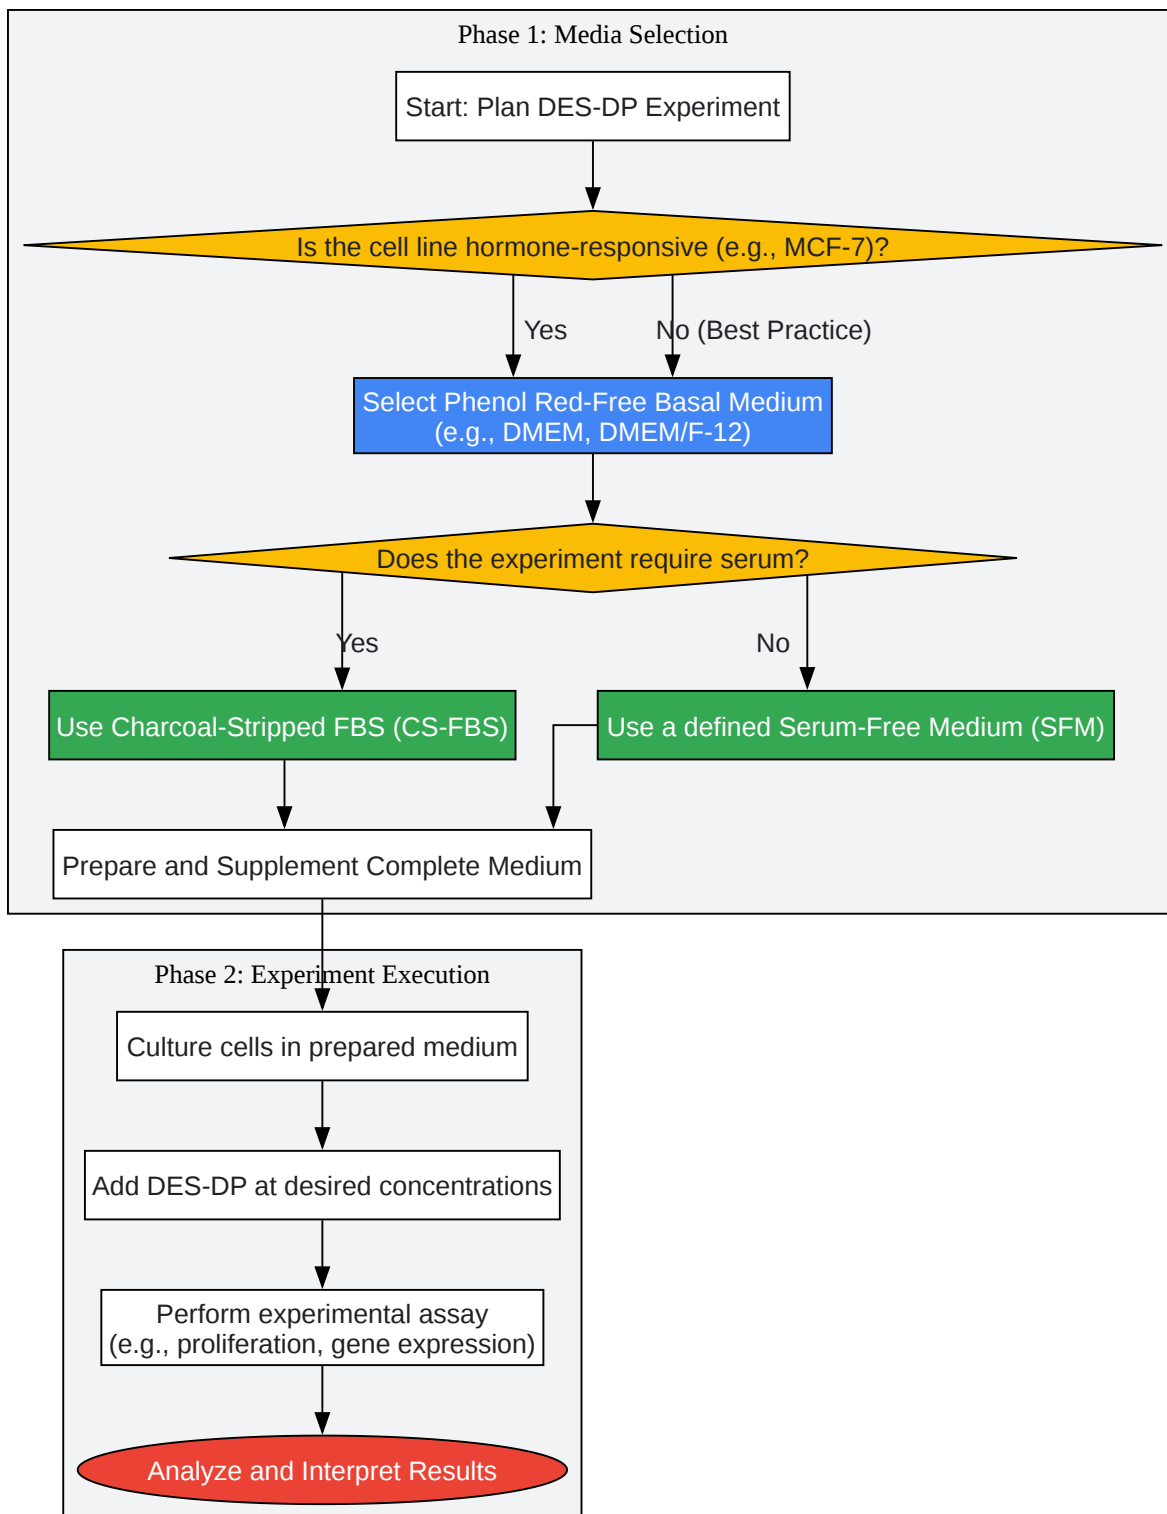 Phase 1: Media Selection
Start: Plan DES-DP Experiment
Is the cell line hormone-responsive (e.g., MCF-7)?
Yes
No (Best Practice)
Select Phenol Red-Free Basal Medium
(e.g., DMEM, DMEM/F-12)
Does the experiment require serum?
Yes
No
Use Charcoal-Stripped FBS (CS-FBS)
Use a defined Serum-Free Medium (SFM)
Prepare and Supplement Complete Medium
Phase 2: Experiment Execution
Culture cells in prepared medium
Add DES-DP at desired concentrations
Perform experimental assay
(e.g., proliferation, gene expression)
Analyze and Interpret Results